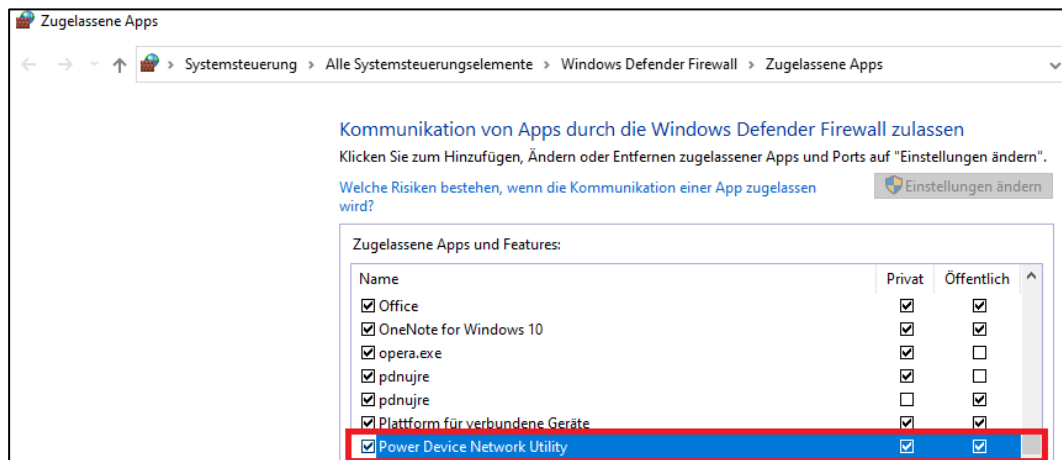 Zugelassene Apps
Systemsteuerung > Alle Systemsteuerungselemente > Windows Defender Firewall > Zugelassene Apps
Kommunikation von Apps durch die Windows Defender Firewall zulassen
Klicken Sie zum Hinzufügen, Ändern oder Entfernen zugelassener Apps und Ports auf "Einstellungen ändern".
Welche Risiken bestehen, wenn die Kommunikation einer App zugelassen
wird?
Einstellungen ändern
Zugelassene Apps und Features:
Name Privat Öffentlich
Office
OneNote for Windows 10
opera.exe
pdnujre
pdnujre
Plattform für verbundene Geräte
Power Device Network Utility